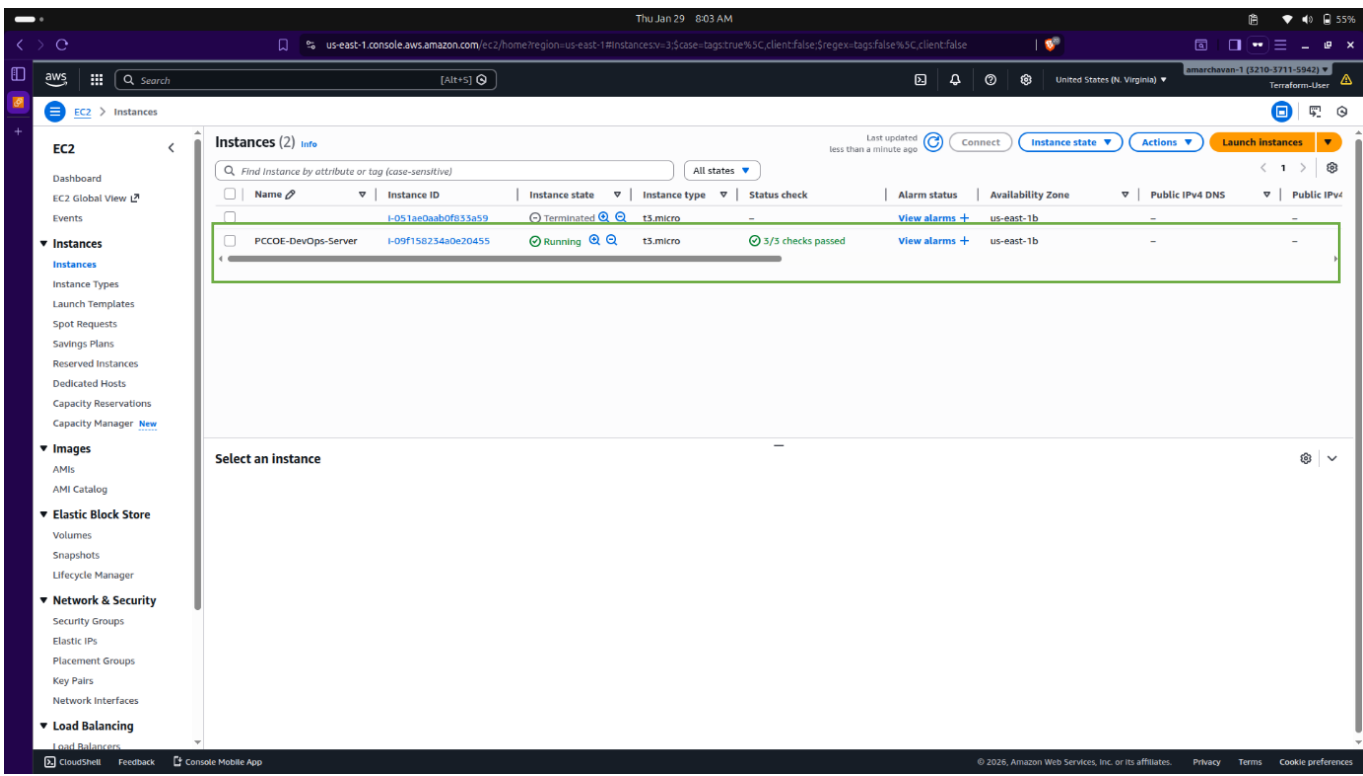 Thu Jan 29 8:03 AM
55%
us-east-1.console.aws.amazon.com/ec2/home?region=us-east-1#Instances:v=3;$case=tags:true%5C,client:false;$regex=tags:false%5C,client:false
aws
Search
[Alt+S]
United States (N. Virginia)
amarchavan-1 (3210-3711-5942)
Terraform-User
EC2 > Instances
EC2
Dashboard
EC2 Global View
Events
Instances
Instances
Instance Types
Launch Templates
Spot Requests
Savings Plans
Reserved Instances
Dedicated Hosts
Capacity Reservations
Capacity Manager New
Images
AMIs
AMI Catalog
Elastic Block Store
Volumes
Snapshots
Lifecycle Manager
Network & Security
Security Groups
Elastic IPs
Placement Groups
Key Pairs
Network Interfaces
Load Balancing
Load Balancers
Instances (2) Info
Last updated
less than a minute ago
Connect
Instance state
Actions
Launch instances
Find Instance by attribute or tag (case-sensitive)
All states
1
Name Instance ID Instance state Instance type Status check Alarm status Availability Zone Public IPv4 DNS Public IPv4
i-051ae0aab0f833a59 Terminated t3.micro – View alarms + us-east-1b – –
PCCOE-DevOps-Server i-09f158234a0e20455 Running t3.micro 3/3 checks passed View alarms + us-east-1b – –
Select an instance
CloudShell Feedback Console Mobile App
© 2026, Amazon Web Services, Inc. or its affiliates. Privacy Terms Cookie preferences